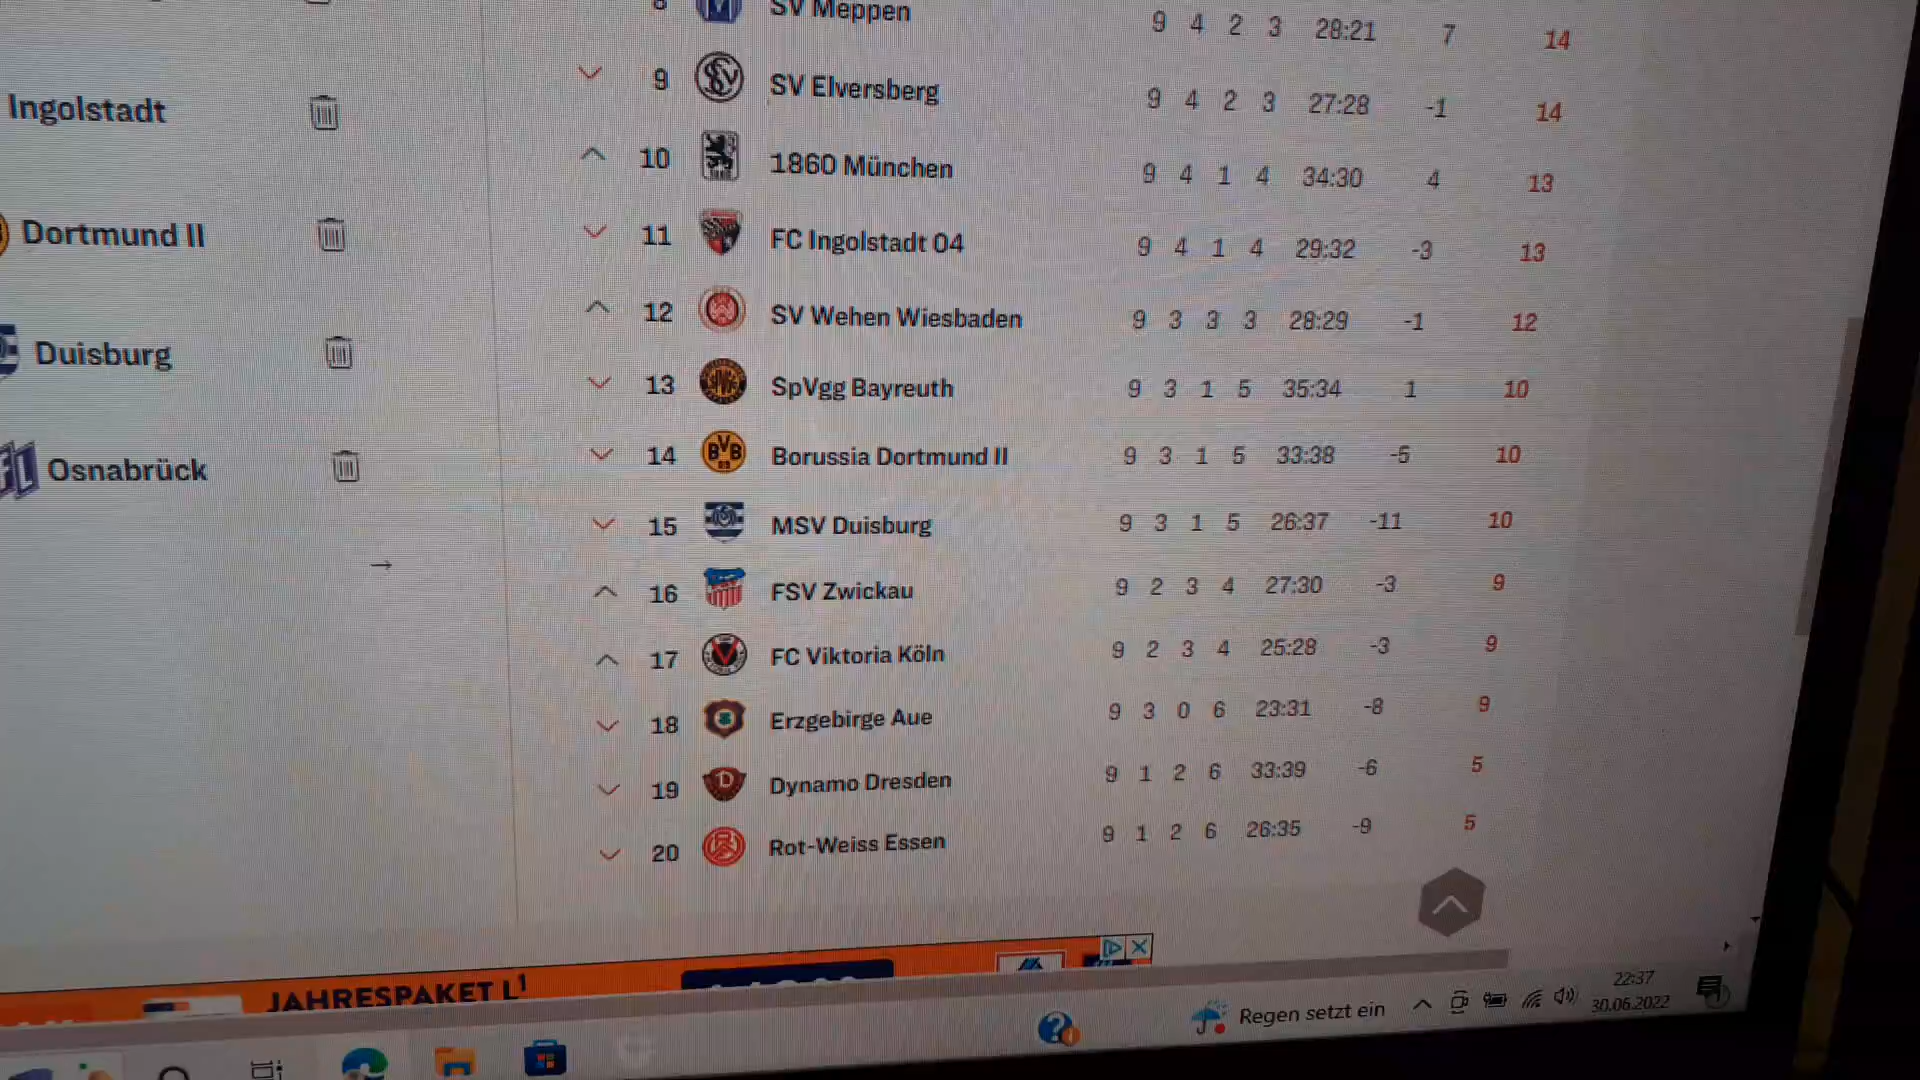 8 SV Meppen 9 4 2 3 28:21 7 14
9 SV Elversberg 9 4 2 3 27:28 -1 14
10 1860 München 9 4 1 4 34:30 4 13
11 FC Ingolstadt 04 9 4 1 4 29:32 -3 13
12 SV Wehen Wiesbaden 9 3 3 3 28:29 -1 12
13 SpVgg Bayreuth 9 3 1 5 35:34 1 10
14 BVB 09 Borussia Dortmund II 9 3 1 5 33:38 -5 10
15 MSV Duisburg 9 3 1 5 26:37 -11 10
16 FSV Zwickau 9 2 3 4 27:30 -3 9
17 FC Viktoria Köln 9 2 3 4 25:28 -3 9
18 Erzgebirge Aue 9 3 0 6 23:31 -8 9
19 D Dynamo Dresden 9 1 2 6 33:39 -6 5
20 Rot-Weiss Essen 9 1 2 6 26:35 -9 5
Ingolstadt
Dortmund II
Duisburg
Osnabrück
JAHRESPAKET L1
Regen setzt ein
22:37
30.06.2022